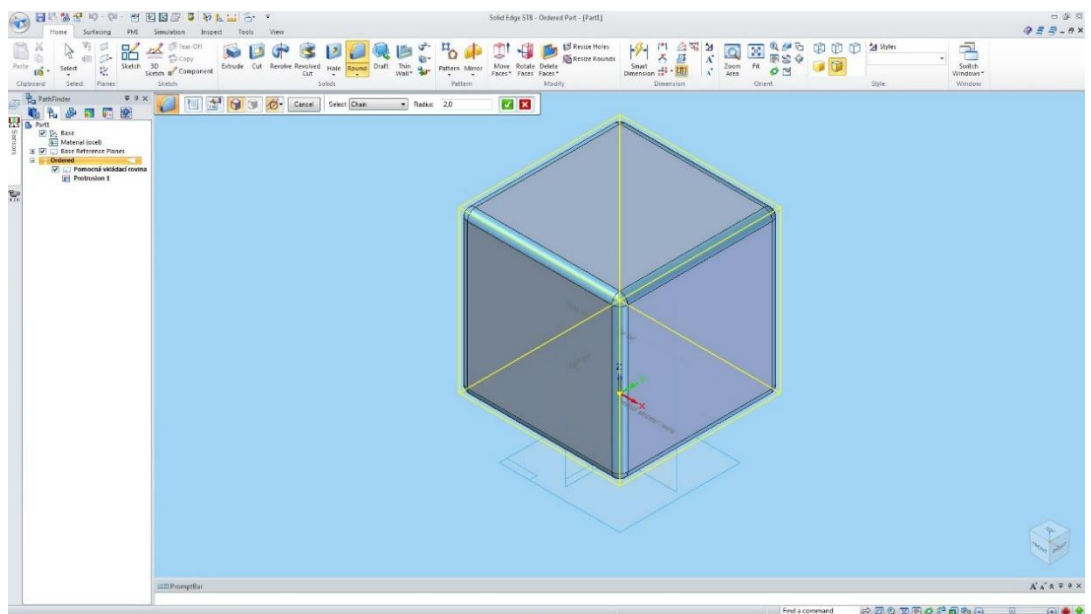 Solid Edge ST8 - Ordered Part - [Part1]
Home Surfacing PMI Simulation Inspect Tools View
Paste
Select
Sketch
3D Sketch
Tear-Off
Copy
Component
Extrude
Cut
Revolve
Revolved Cut
Hole
Round
Draft
Thin Wall
Pattern
Mirror
Move Faces
Rotate Faces
Delete Faces
Resize Holes
Resize Rounds
Smart Dimension
Zoom Area
Fit
Styles
Switch Windows
Clipboard Select Planes Sketch Solids Pattern Modify Dimension Orient Style Window
PathFinder
Cancel Select Chain Radius: 2,0
Part1
Base
Material (ocel)
Base Reference Planes
Ordered
Pomocná vkládací rovina
Protrusion 1
Sensors
Z
X
PromptBar
Find a command